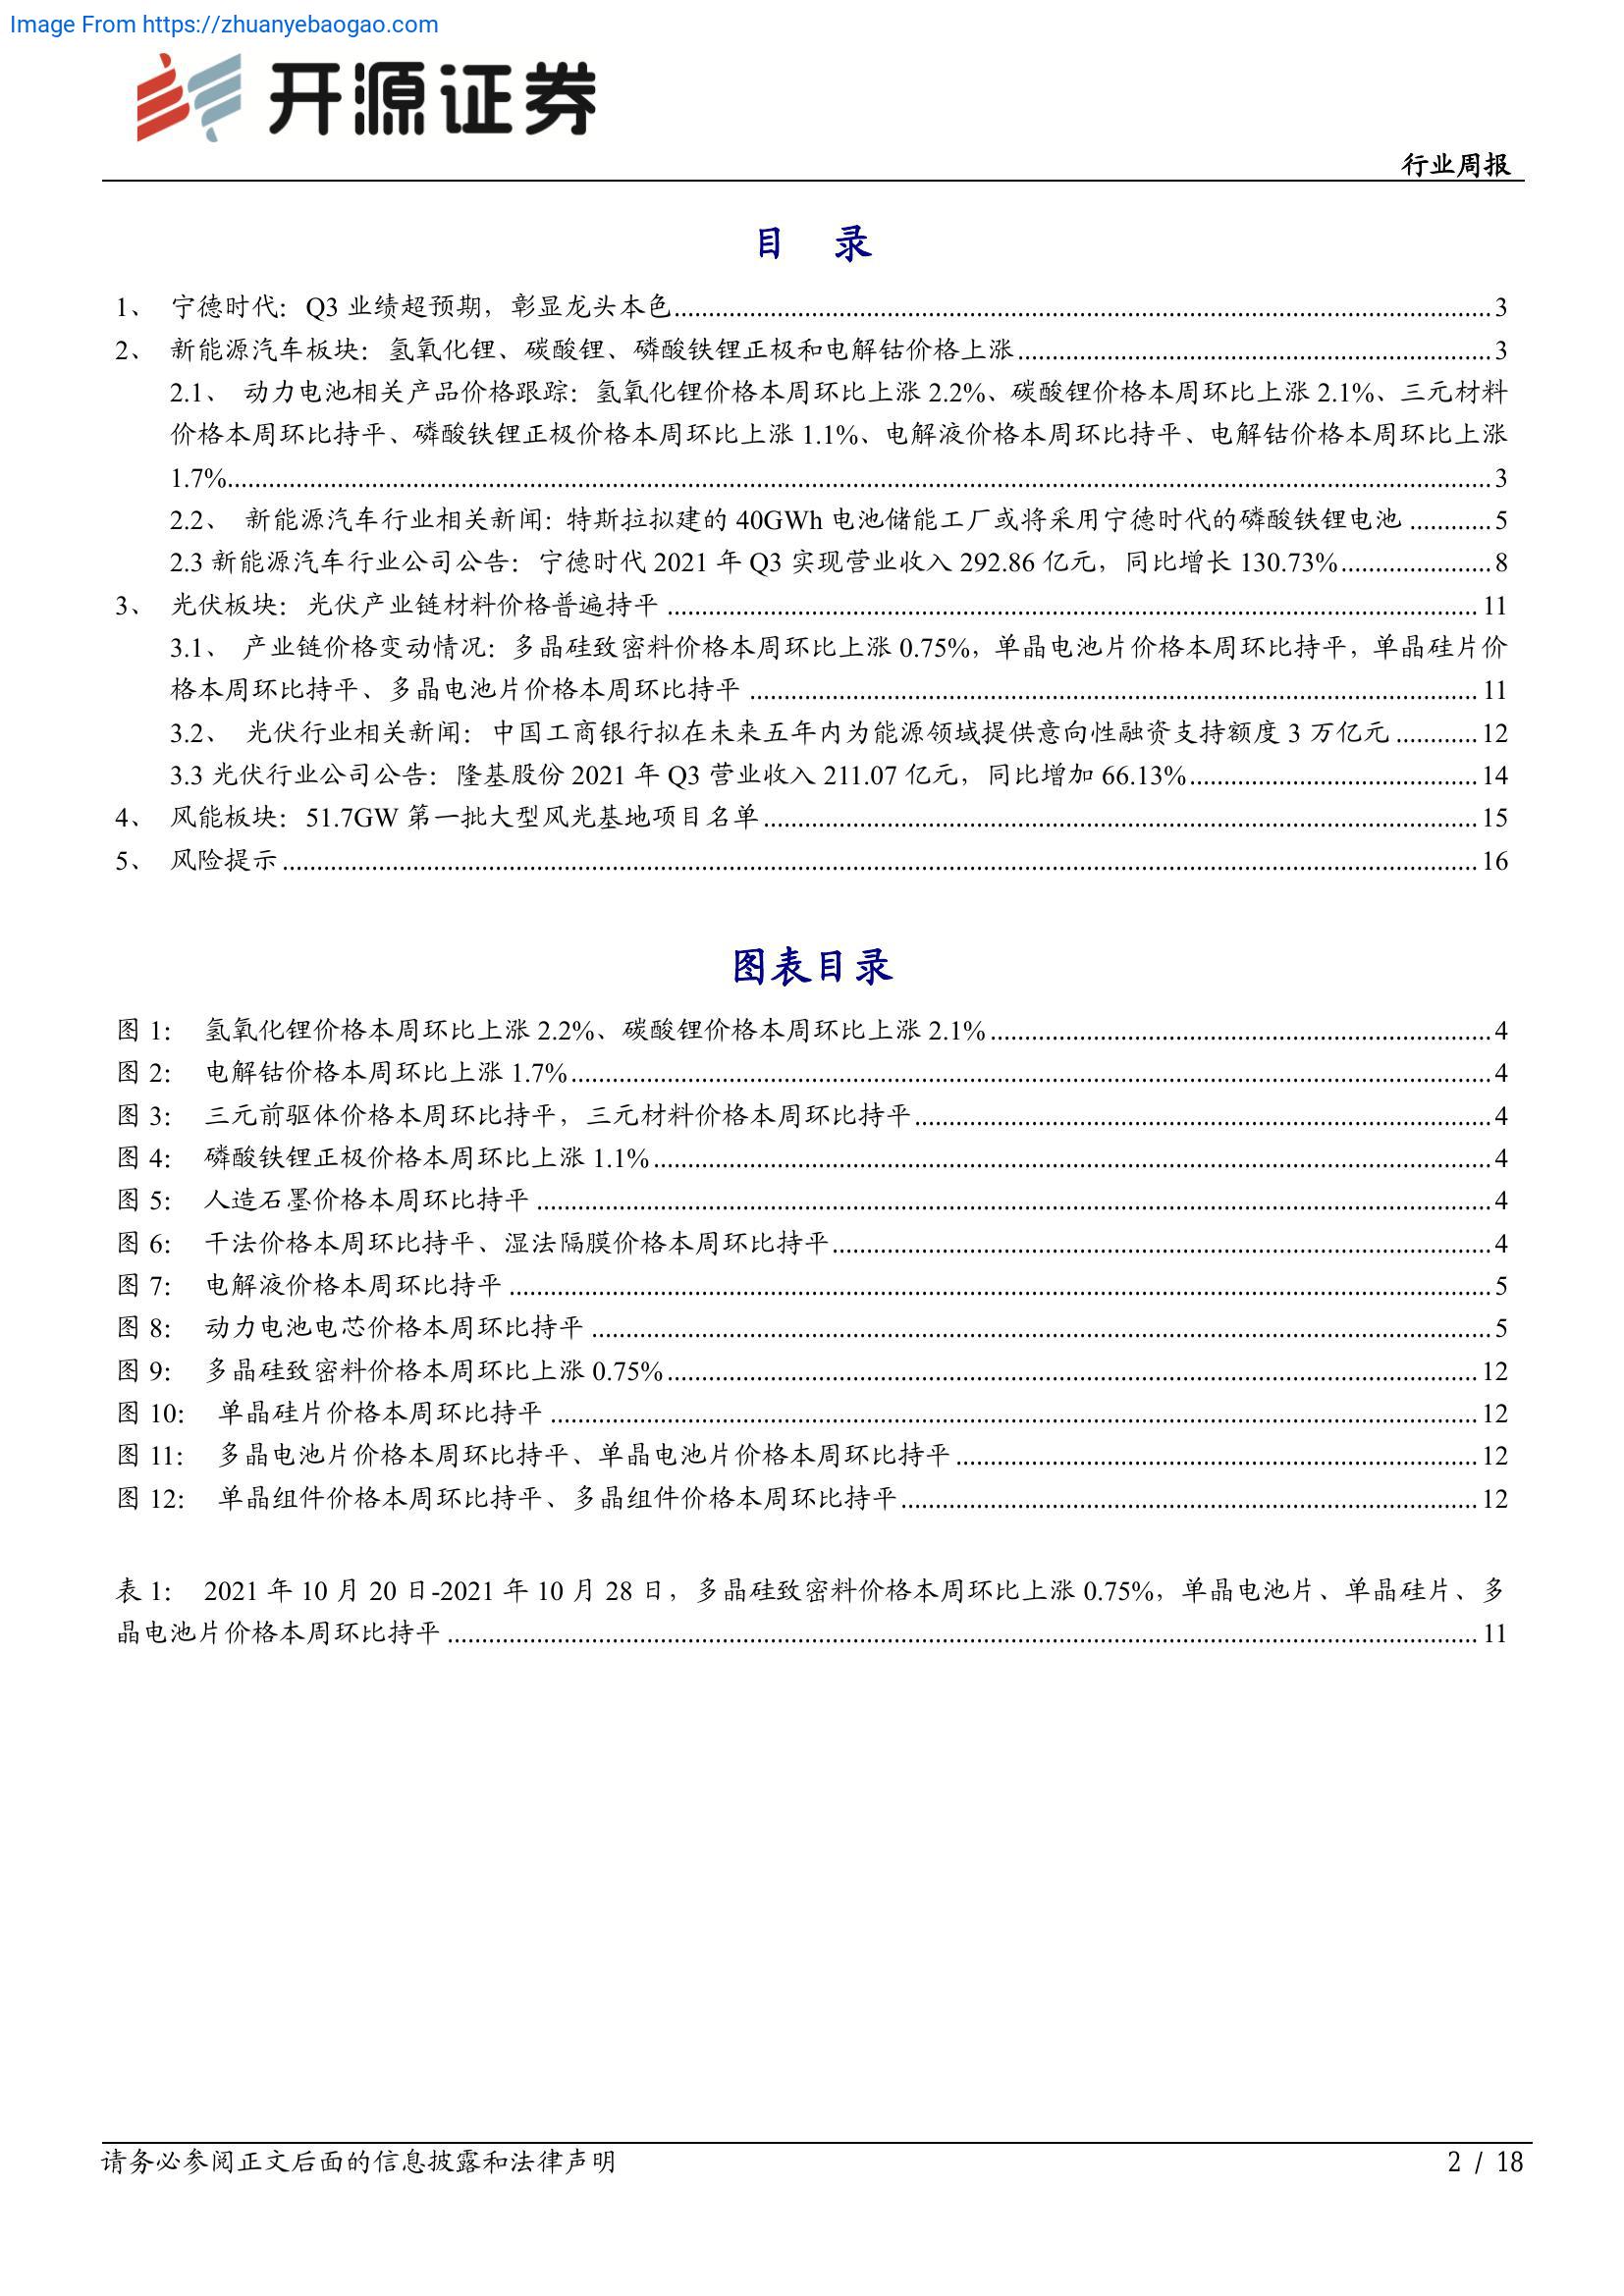 Image From https://zhuanyebaogao.com
开源证券
行业周报
目 录
1、 宁德时代：Q3 业绩超预期，彰显龙头本色 3
2、 新能源汽车板块：氢氧化锂、碳酸锂、磷酸铁锂正极和电解钴价格上涨 3
2.1、 动力电池相关产品价格跟踪：氢氧化锂价格本周环比上涨 2.2%、碳酸锂价格本周环比上涨 2.1%、三元材料
价格本周环比持平、磷酸铁锂正极价格本周环比上涨 1.1%、电解液价格本周环比持平、电解钴价格本周环比上涨
1.7% 3
2.2、 新能源汽车行业相关新闻：特斯拉拟建的 40GWh 电池储能工厂或将采用宁德时代的磷酸铁锂电池 5
2.3 新能源汽车行业公司公告：宁德时代 2021 年 Q3 实现营业收入 292.86 亿元，同比增长 130.73% 8
3、 光伏板块：光伏产业链材料价格普遍持平 11
3.1、 产业链价格变动情况：多晶硅致密料价格本周环比上涨 0.75%，单晶电池片价格本周环比持平，单晶硅片价
格本周环比持平、多晶电池片价格本周环比持平 11
3.2、 光伏行业相关新闻：中国工商银行拟在未来五年内为能源领域提供意向性融资支持额度 3 万亿元 12
3.3 光伏行业公司公告：隆基股份 2021 年 Q3 营业收入 211.07 亿元，同比增加 66.13% 14
4、 风能板块：51.7GW 第一批大型风光基地项目名单 15
5、 风险提示 16
图表目录
图 1： 氢氧化锂价格本周环比上涨 2.2%、碳酸锂价格本周环比上涨 2.1% 4
图 2： 电解钴价格本周环比上涨 1.7% 4
图 3： 三元前驱体价格本周环比持平，三元材料价格本周环比持平 4
图 4： 磷酸铁锂正极价格本周环比上涨 1.1% 4
图 5： 人造石墨价格本周环比持平 4
图 6： 干法价格本周环比持平、湿法隔膜价格本周环比持平 4
图 7： 电解液价格本周环比持平 5
图 8： 动力电池电芯价格本周环比持平 5
图 9： 多晶硅致密料价格本周环比上涨 0.75% 12
图 10： 单晶硅片价格本周环比持平 12
图 11： 多晶电池片价格本周环比持平、单晶电池片价格本周环比持平 12
图 12： 单晶组件价格本周环比持平、多晶组件价格本周环比持平 12
表 1： 2021 年 10 月 20 日-2021 年 10 月 28 日，多晶硅致密料价格本周环比上涨 0.75%，单晶电池片、单晶硅片、多
晶电池片价格本周环比持平 11
请务必参阅正文后面的信息披露和法律声明
2 / 18